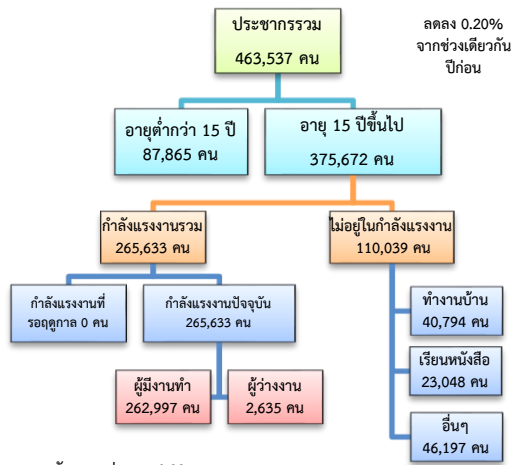 ประชากรรวม
463,537 คน
ลดลง 0.20%
จากช่วงเดียวกัน
ปีก่อน
อายุต่ำกว่า 15 ปี
87,865 คน
อายุ 15 ปีขึ้นไป
375,672 คน
กำลังแรงงานรวม
265,633 คน
ไม่อยู่ในกำลังแรงงาน
110,039 คน
กำลังแรงงานที่
รอฤดูกาล 0 คน
กำลังแรงงานปัจจุบัน
265,633 คน
ทำงานบ้าน
40,794 คน
ผู้มีงานทำ
262,997 คน
ผู้ว่างงาน
2,635 คน
เรียนหนังสือ
23,048 คน
อื่นๆ
46,197 คน